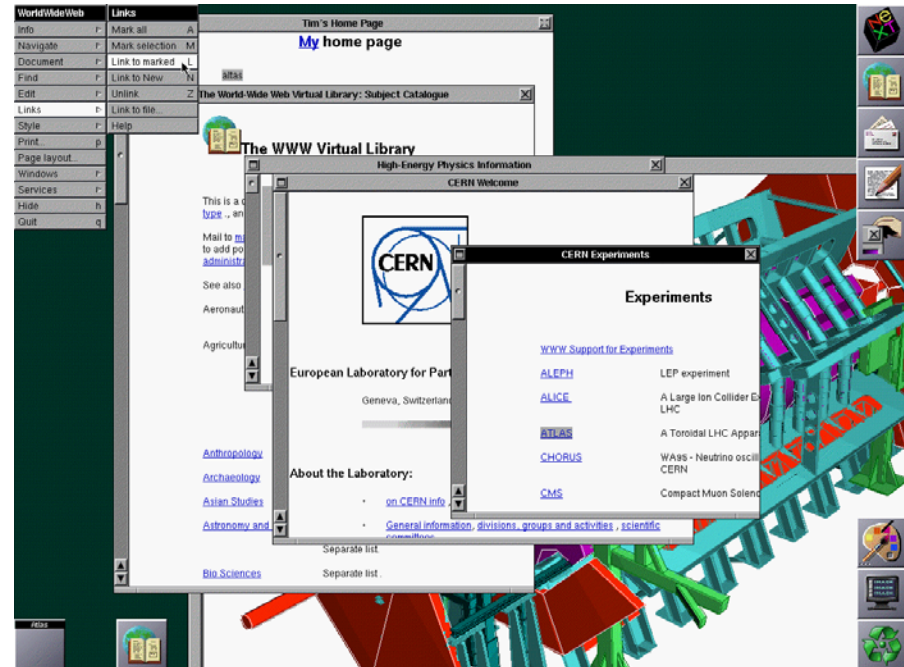 WorldWideWeb
Info
Navigate
Document
Find
Edit
Links
Style
Print... p
Page layout...
Windows
Services
Hide h
Quit q
Links
Mark all A
Mark selection M
Link to marked L
Link to New N
Unlink Z
Link to file...
Help
Tim's Home Page
My home page
altas
The World-Wide Web Virtual Library: Subject Catalogue
The WWW Virtual Library
This is a
type ., an
Mail to
to add po
administr
See also
Aeronaut
Agricultu
Anthropology
Archaeology
Asian Studies
Astronomy and
Separate list.
Bio Sciences Separate list .
High-Energy Physics Information
CERN Welcome
CERN
European Laboratory for Part
Geneva, Switzerlan
About the Laboratory:
· on CERN info
· General information, divisions, groups and activities , scientific
committees
CERN Experiments
Experiments
WWW Support for Experiments
ALEPH LEP experiment
ALICE A Large Ion Collider E
LHC
ATLAS A Toroidal LHC Appar
CHORUS WA95 - Neutrino oscill
CERN
CMS Compact Muon Soleno
NeXT
Atlas